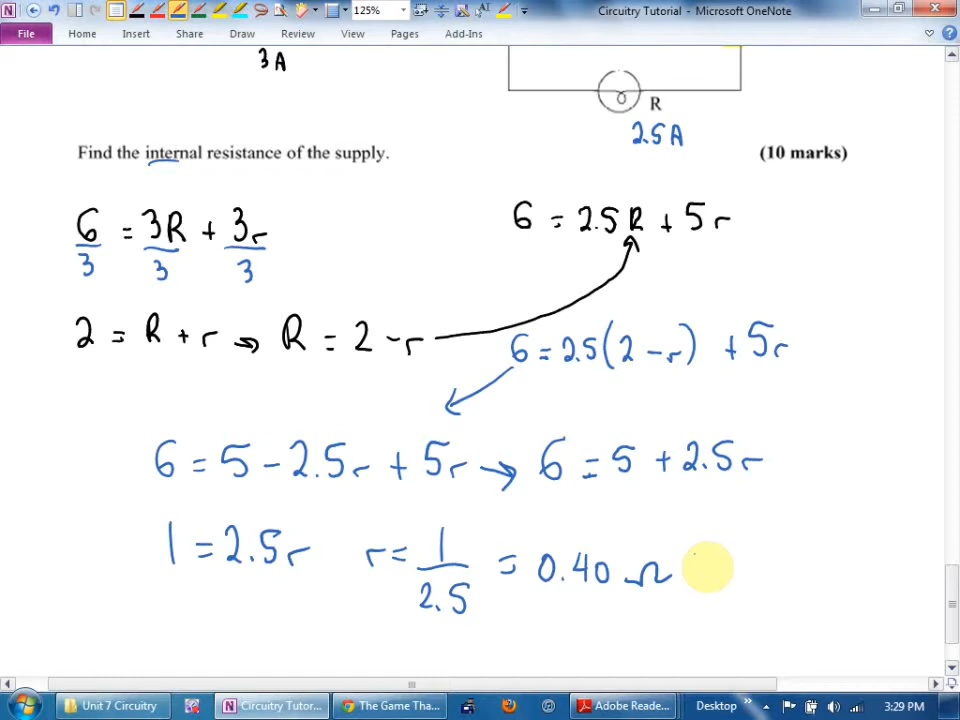 125%
Circuitry Tutorial - Microsoft OneNote
File Home Insert Share Draw Review View Pages Add-Ins
3 A
R
2.5 A
Find the internal resistance of the supply. (10 marks)
6 = 3R + 3r
3 3 3
6 = 2.5R + 5r
2 = R + r → R = 2 - r
6 = 2.5(2 - r) + 5r
6 = 5 - 2.5r + 5r → 6 = 5 + 2.5r
1 = 2.5r r = 1/2.5 = 0.40 Ω
Unit 7 Circuitry Circuitry Tutor... The Game Tha... Adobe Reade... Desktop » 3:29 PM